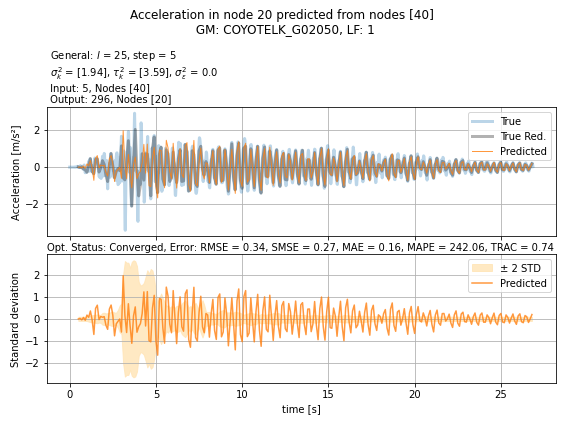 Acceleration in node 20 predicted from nodes [40]
GM: COYOTELK_G02050, LF: 1
General: l = 25, step = 5
σ²ₖ = [1.94], τ²ₖ = [3.59], σ²ε = 0.0
Input: 5, Nodes [40]
Output: 296, Nodes [20]
Acceleration [m/s²]
2
0
−2
True
True Red.
Predicted
Opt. Status: Converged, Error: RMSE = 0.34, SMSE = 0.27, MAE = 0.16, MAPE = 242.06, TRAC = 0.74
Standard deviation
2
1
0
−1
−2
± 2 STD
Predicted
0 5 10 15 20 25
time [s]